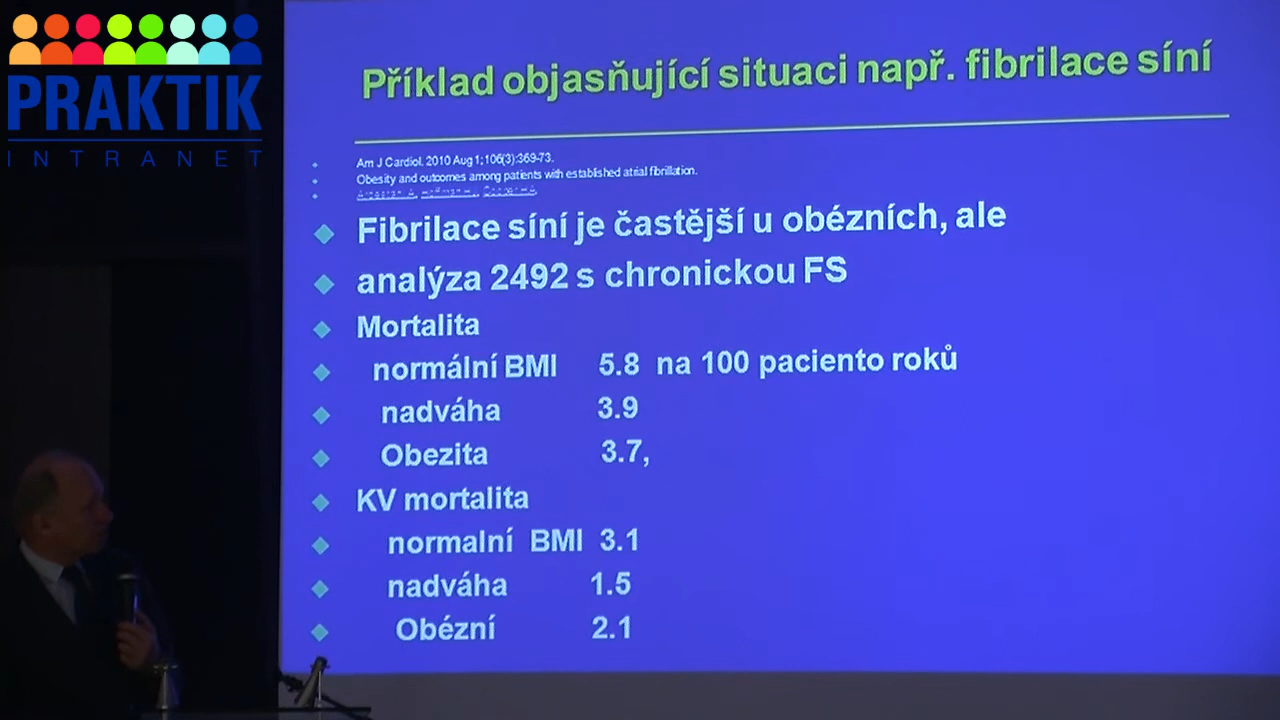 PRAKTIK
INTRANET
Příklad objasňující situaci např. fibrilace síní
Am J Cardiol. 2010 Aug 1;106(3):369-73.
Obesity and outcomes among patients with established atrial fibrillation.
Fibrilace síní je častější u obézních, ale
analýza 2492 s chronickou FS
Mortalita
normální BMI 5.8 na 100 paciento roků
nadváha 3.9
Obezita 3.7,
KV mortalita
normalní BMI 3.1
nadváha 1.5
Obézní 2.1